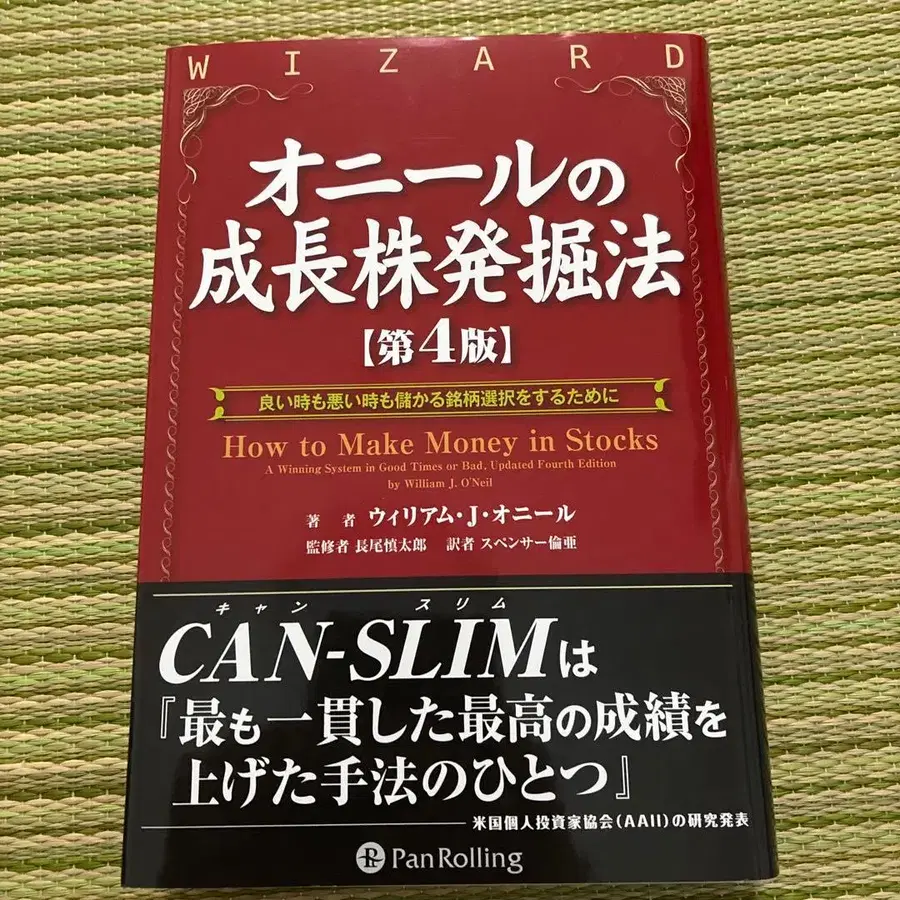 WIZARD
オニールの
成長株発掘法
【第4版】
良い時も悪い時も儲かる銘柄選択をするために
How to Make Money in Stocks
A Winning System in Good Times or Bad, Updated Fourth Edition
by William J. O'Neil
著 者 ウィリアム・J・オニール
監修者 長尾慎太郎 訳者 スペンサー倫亜
キャン スリム
CAN-SLIMは
『最も一貫した最高の成績を
上げた手法のひとつ』
米国個人投資家協会(AAII)の研究発表
PR PanRolling